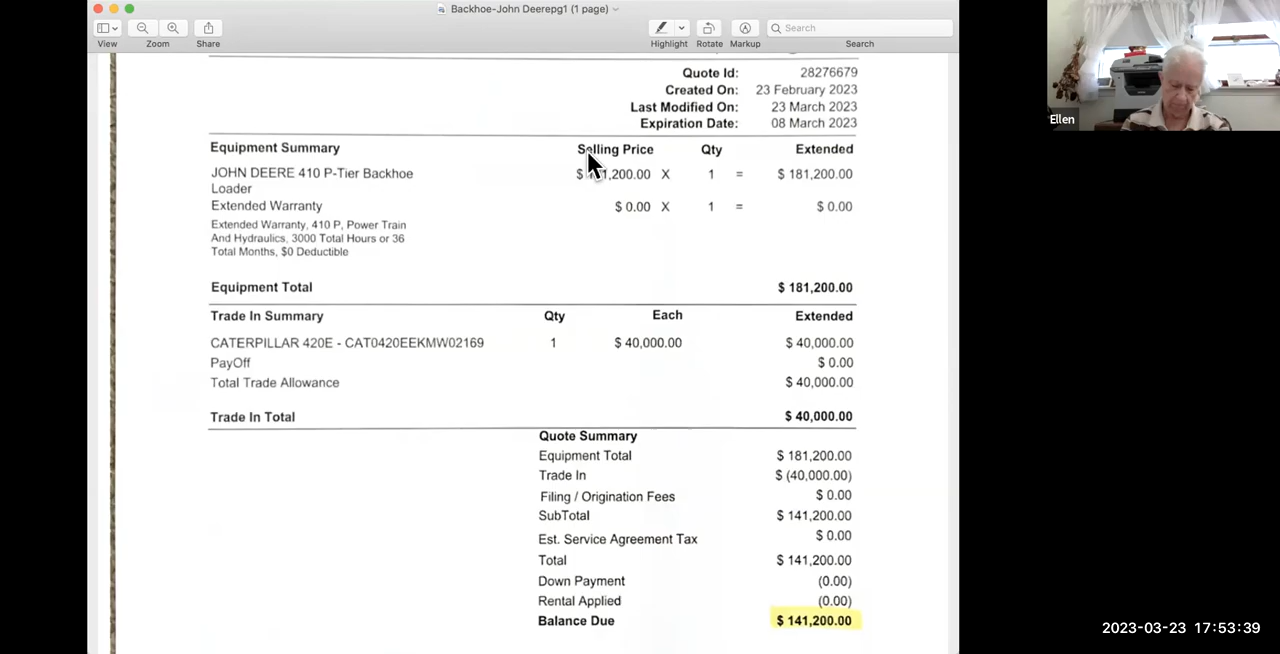 Backhoe-John Deerepg1 (1 page)
View
Zoom
Share
Highlight
Rotate
Markup
Search
Search
Quote Id: 28276679
Created On: 23 February 2023
Last Modified On: 23 March 2023
Expiration Date: 08 March 2023
Equipment Summary Selling Price Qty Extended
JOHN DEERE 410 P-Tier Backhoe $ 1,200.00 X 1 = $ 181,200.00
Loader
Extended Warranty $ 0.00 X 1 = $ 0.00
Extended Warranty, 410 P, Power Train
And Hydraulics, 3000 Total Hours or 36
Total Months, $0 Deductible
Equipment Total $ 181,200.00
Trade In Summary Qty Each Extended
CATERPILLAR 420E - CAT0420EEKMW02169 1 $ 40,000.00 $ 40,000.00
PayOff $ 0.00
Total Trade Allowance $ 40,000.00
Trade In Total $ 40,000.00
Quote Summary
Equipment Total $ 181,200.00
Trade In $ (40,000.00)
Filing / Origination Fees $ 0.00
SubTotal $ 141,200.00
Est. Service Agreement Tax $ 0.00
Total $ 141,200.00
Down Payment (0.00)
Rental Applied (0.00)
Balance Due $ 141,200.00
Ellen
2023-03-23 17:53:39